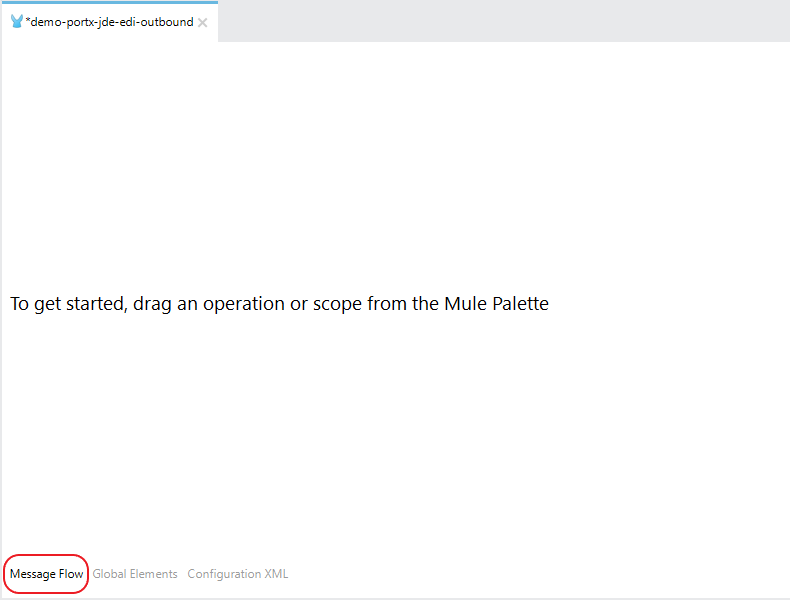 *demo-portx-jde-edi-outbound
To get started, drag an operation or scope from the Mule Palette
Message Flow Global Elements Configuration XML